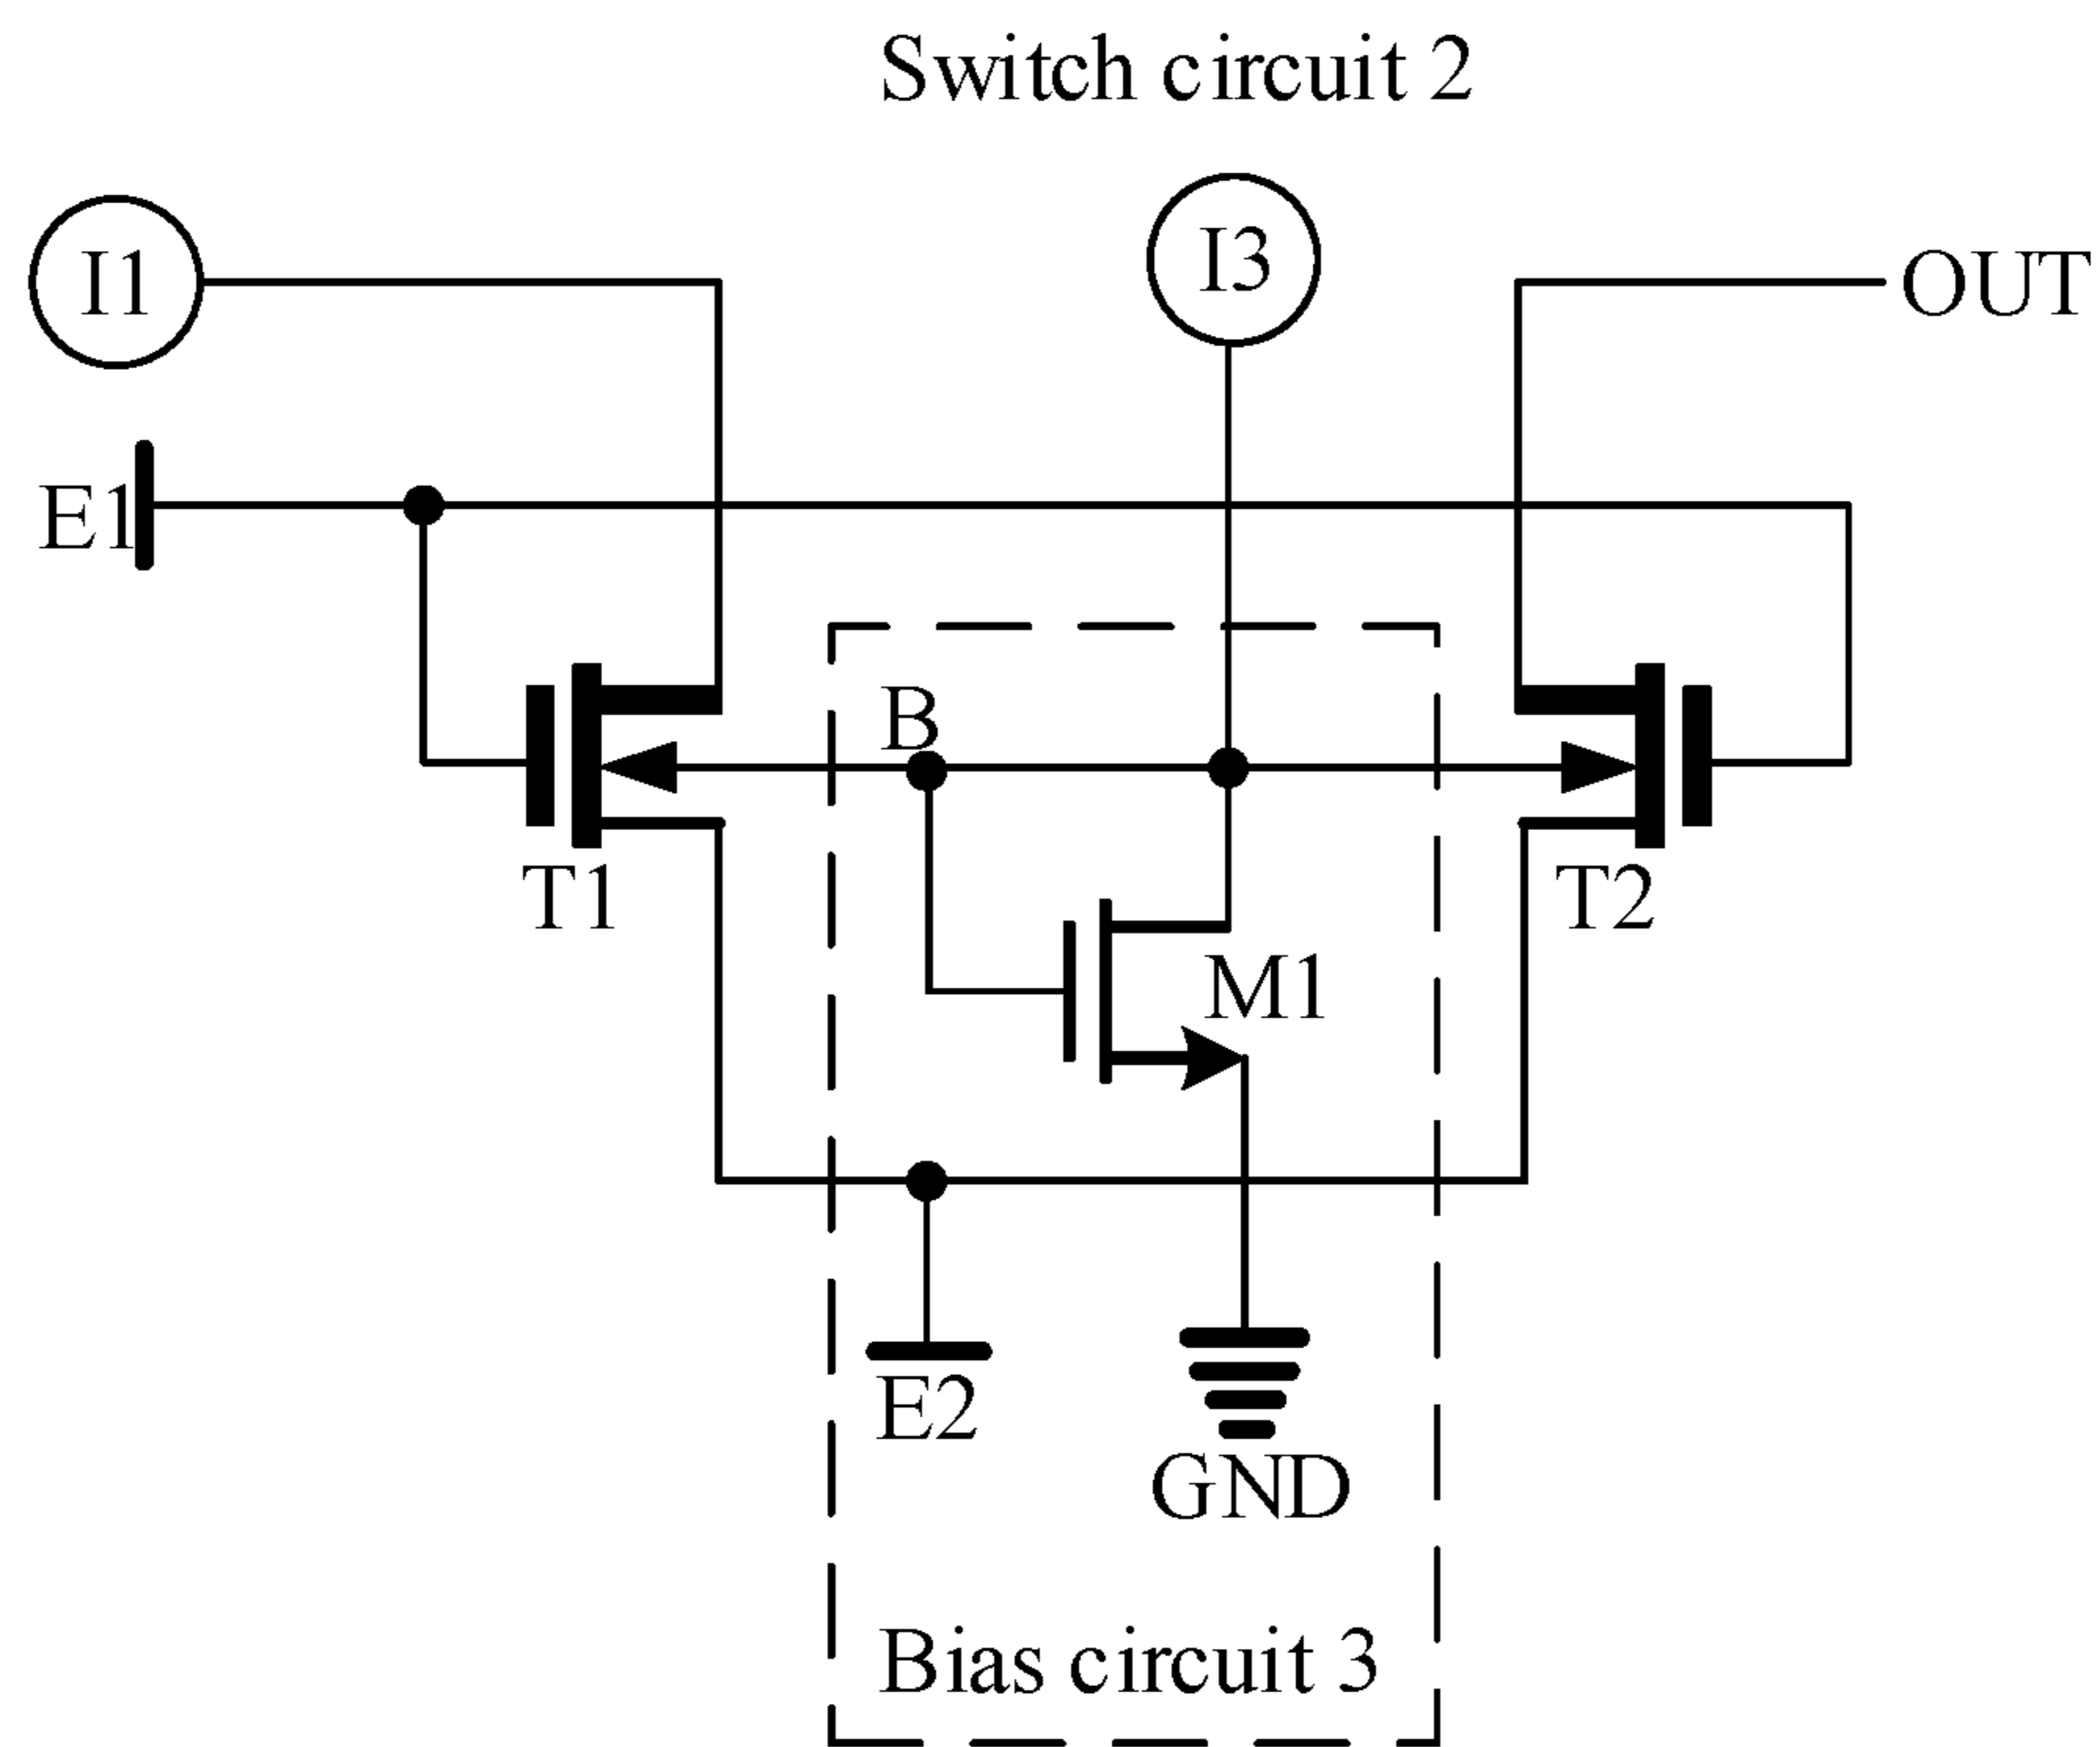 Switch circuit 2
I1
I3
OUT
E1
B
T1
T2
M1
E2
GND
Bias circuit 3